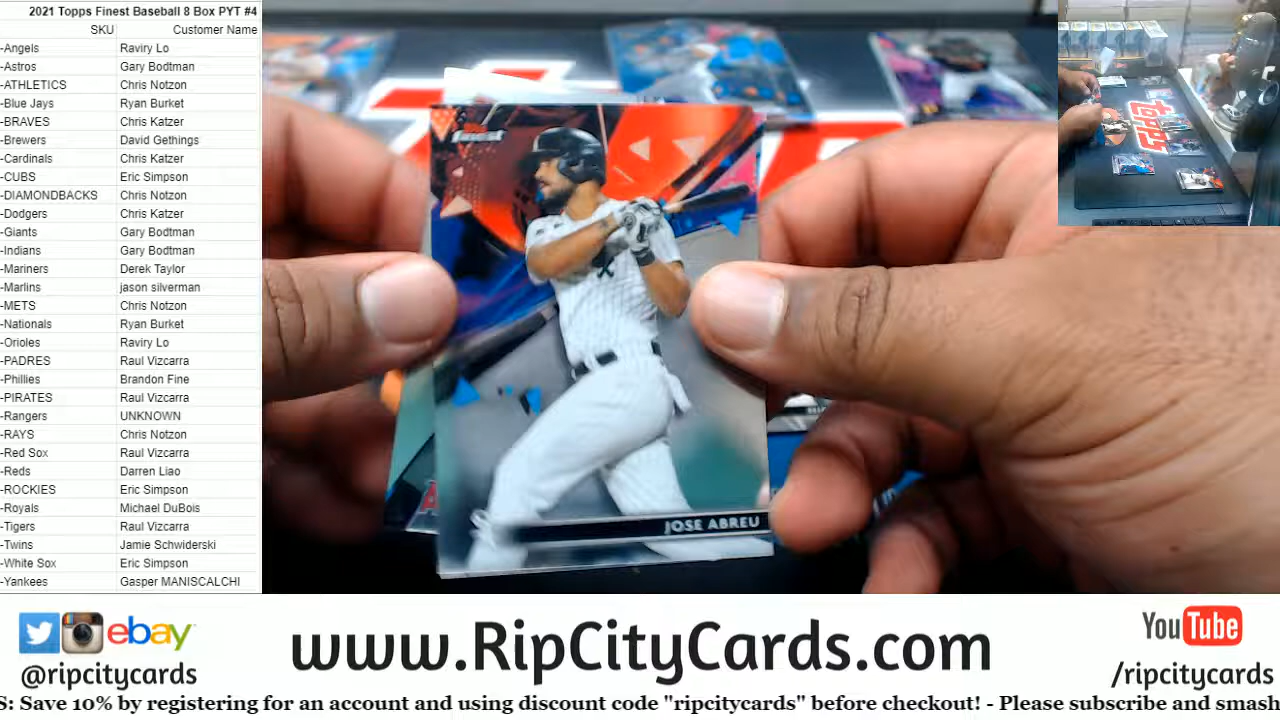 2021 Topps Finest Baseball 8 Box PYT #4
SKU Customer Name
-Angels Raviry Lo
-Astros Gary Bodtman
-ATHLETICS Chris Notzon
-Blue Jays Ryan Burket
-BRAVES Chris Katzer
-Brewers David Gethings
-Cardinals Chris Katzer
-CUBS Eric Simpson
-DIAMONDBACKS Chris Notzon
-Dodgers Chris Katzer
-Giants Gary Bodtman
-Indians Gary Bodtman
-Mariners Derek Taylor
-Marlins jason silverman
-METS Chris Notzon
-Nationals Ryan Burket
-Orioles Raviry Lo
-PADRES Raul Vizcarra
-Phillies Brandon Fine
-PIRATES Raul Vizcarra
-Rangers UNKNOWN
-RAYS Chris Notzon
-Red Sox Raul Vizcarra
-Reds Darren Liao
-ROCKIES Eric Simpson
-Royals Michael DuBois
-Tigers Raul Vizcarra
-Twins Jamie Schwiderski
-White Sox Eric Simpson
-Yankees Gasper MANISCALCHI
Finest
JOSE ABREU
Topps
ebay
@ripcitycards
www.RipCityCards.com
YouTube
/ripcitycards
S: Save 10% by registering for an account and using discount code "ripcitycards" before checkout! - Please subscribe and smash